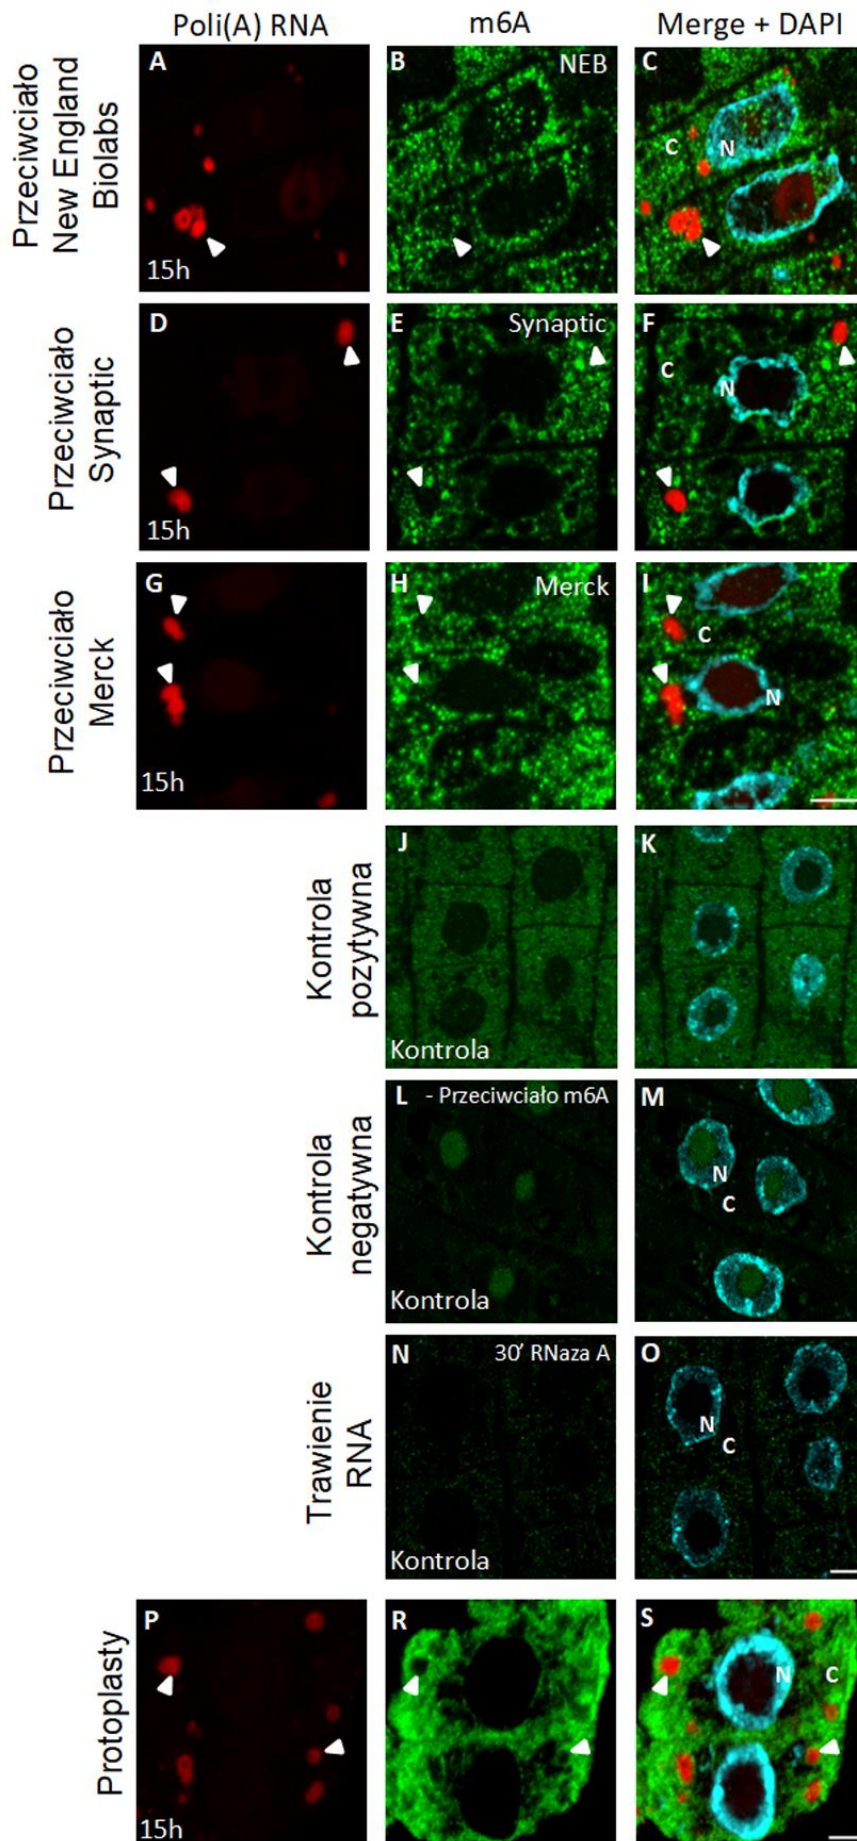 Poli(A) RNA m6A Merge + DAPI
Przeciwciało
New England
Biolabs
A B NEB C
C N
15h
Przeciwciało
Synaptic
D E Synaptic F
C
N
15h
Przeciwciało
Merck
G H Merck I
C
N
15h
Kontrola
pozytywna
J K
Kontrola
Kontrola
negatywna
L - Przeciwciało m6A M
N
C
Kontrola
Trawienie
RNA
N 30’ RNaza A O
N
C
Kontrola
Protoplasty
P R S
N C
15h